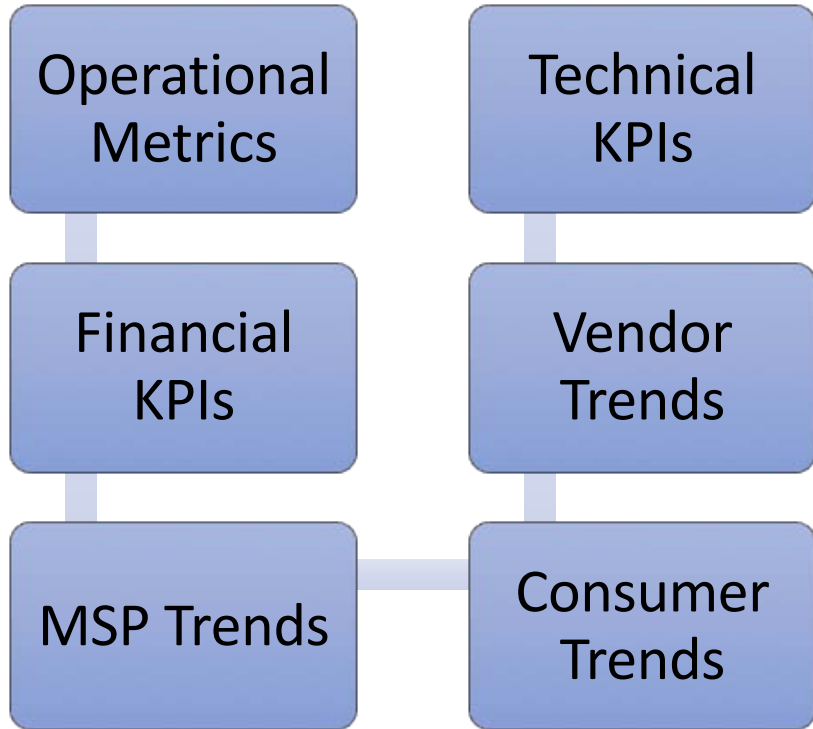 Operational
Metrics
Financial
KPIs
MSP Trends
Consumer
Trends
Vendor
Trends
Technical
KPIs